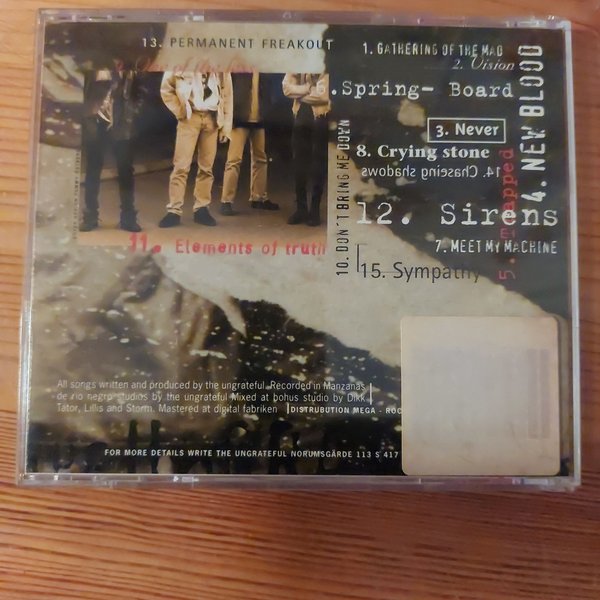 13. PERMANENT FREAKOUT
1. GATHERING OF THE MAD
2. Vision
6.Spring- Board
3. Never
4. NEW BLOOD
8. Crying stone
14. Chaseing shadows
12. Sirens
7. MEET MY MACHINE
10. DON'T BRING ME DOWN
11. Elements of truth
15. Sympathy
All songs written and produced by the ungrateful. Recorded in Manzanas
de rio negro studios by the ungrateful Mixed at bohus studio by Dikk
Tator, Lillis and Storm. Mastered at digital fabriken
DISTRUBUTION MEGA - ROC
FOR MORE DETAILS WRITE THE UNGRATEFUL NORUMSGÄRDE 113 S 417